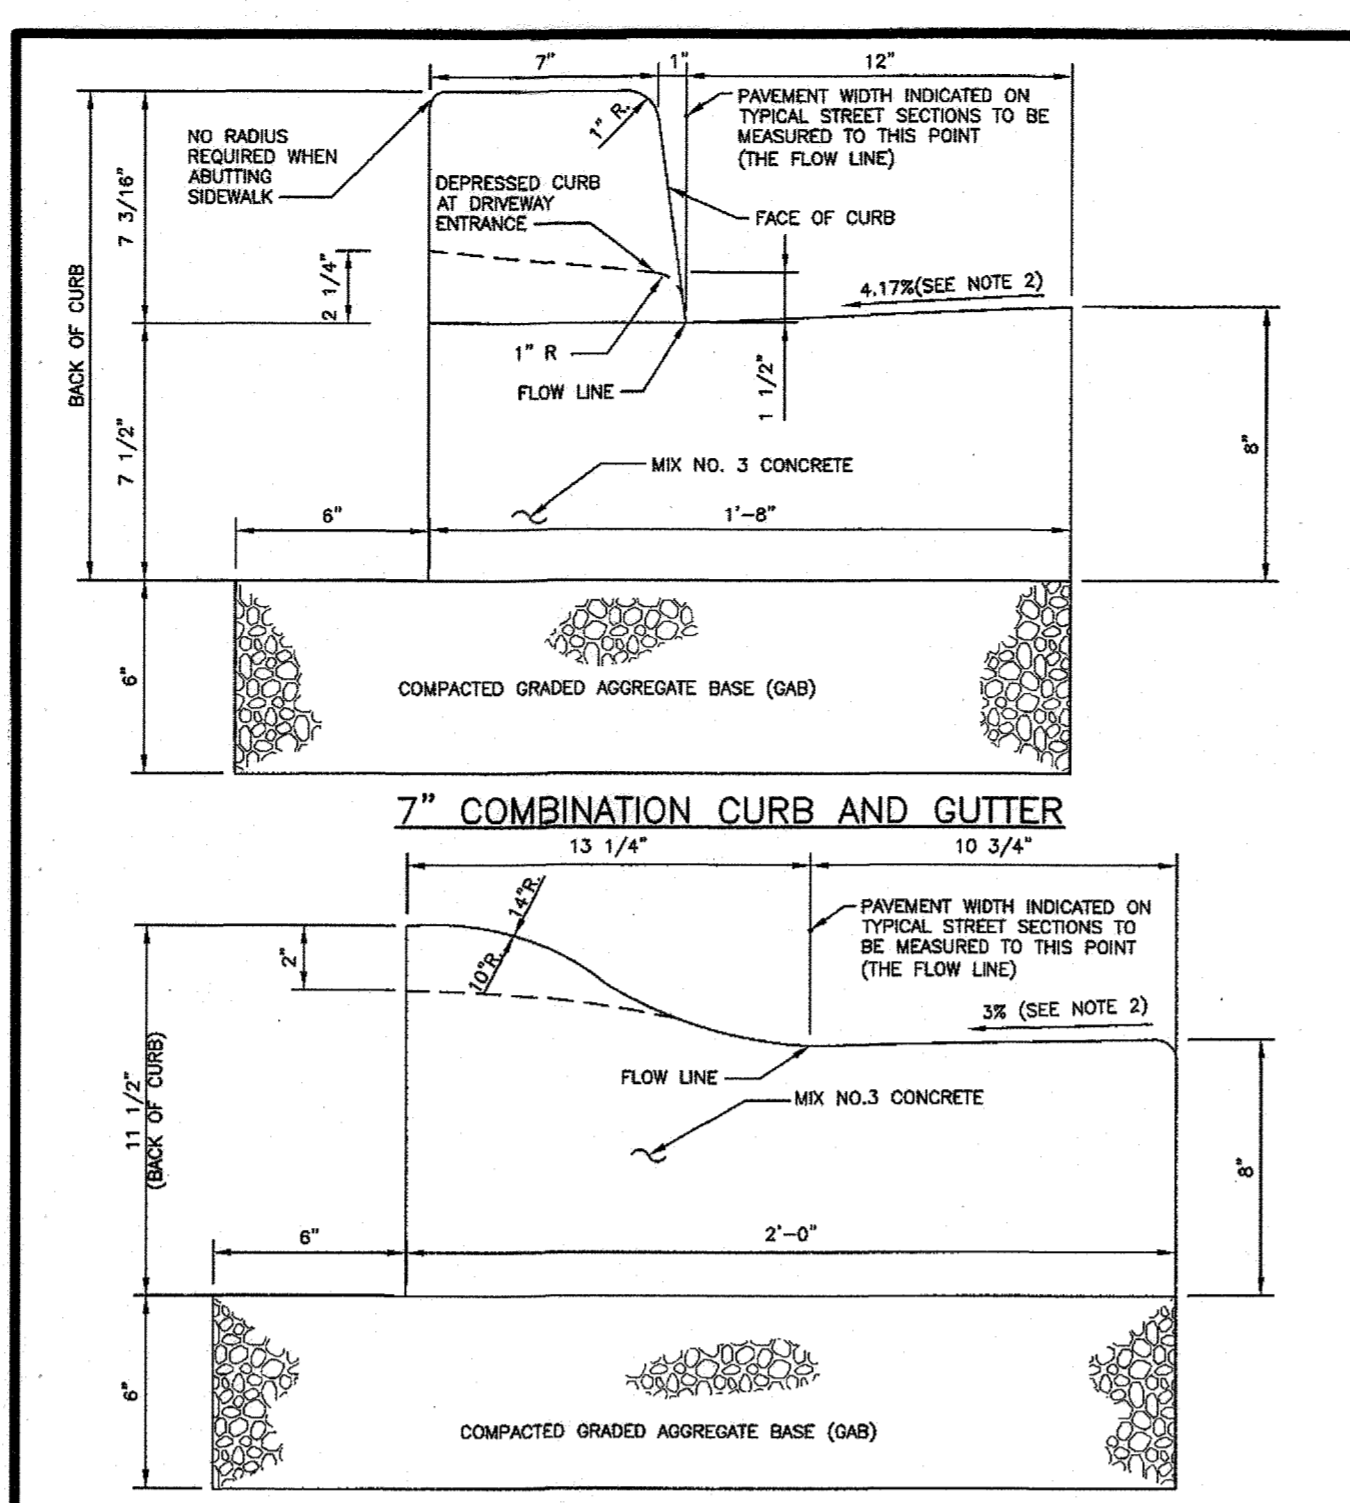 7" 1" 12"
PAVEMENT WIDTH INDICATED ON
TYPICAL STREET SECTIONS TO BE
MEASURED TO THIS POINT
(THE FLOW LINE)
1" R.
NO RADIUS
REQUIRED WHEN
ABUTTING
SIDEWALK
DEPRESSED CURB
AT DRIVEWAY
ENTRANCE
FACE OF CURB
7 3/16"
2 1/4"
BACK OF CURB
4.17%(SEE NOTE 2)
1" R
FLOW LINE
1 1/2"
7 1/2"
8"
MIX NO. 3 CONCRETE
6" 1'-8"
6"
COMPACTED GRADED AGGREGATE BASE (GAB)
7" COMBINATION CURB AND GUTTER
13 1/4" 10 3/4"
14"R.
10"R.
2"
PAVEMENT WIDTH INDICATED ON
TYPICAL STREET SECTIONS TO
BE MEASURED TO THIS POINT
(THE FLOW LINE)
3% (SEE NOTE 2)
FLOW LINE
MIX NO.3 CONCRETE
11 1/2"
(BACK OF CURB)
8"
6" 2'-0"
6"
COMPACTED GRADED AGGREGATE BASE (GAB)